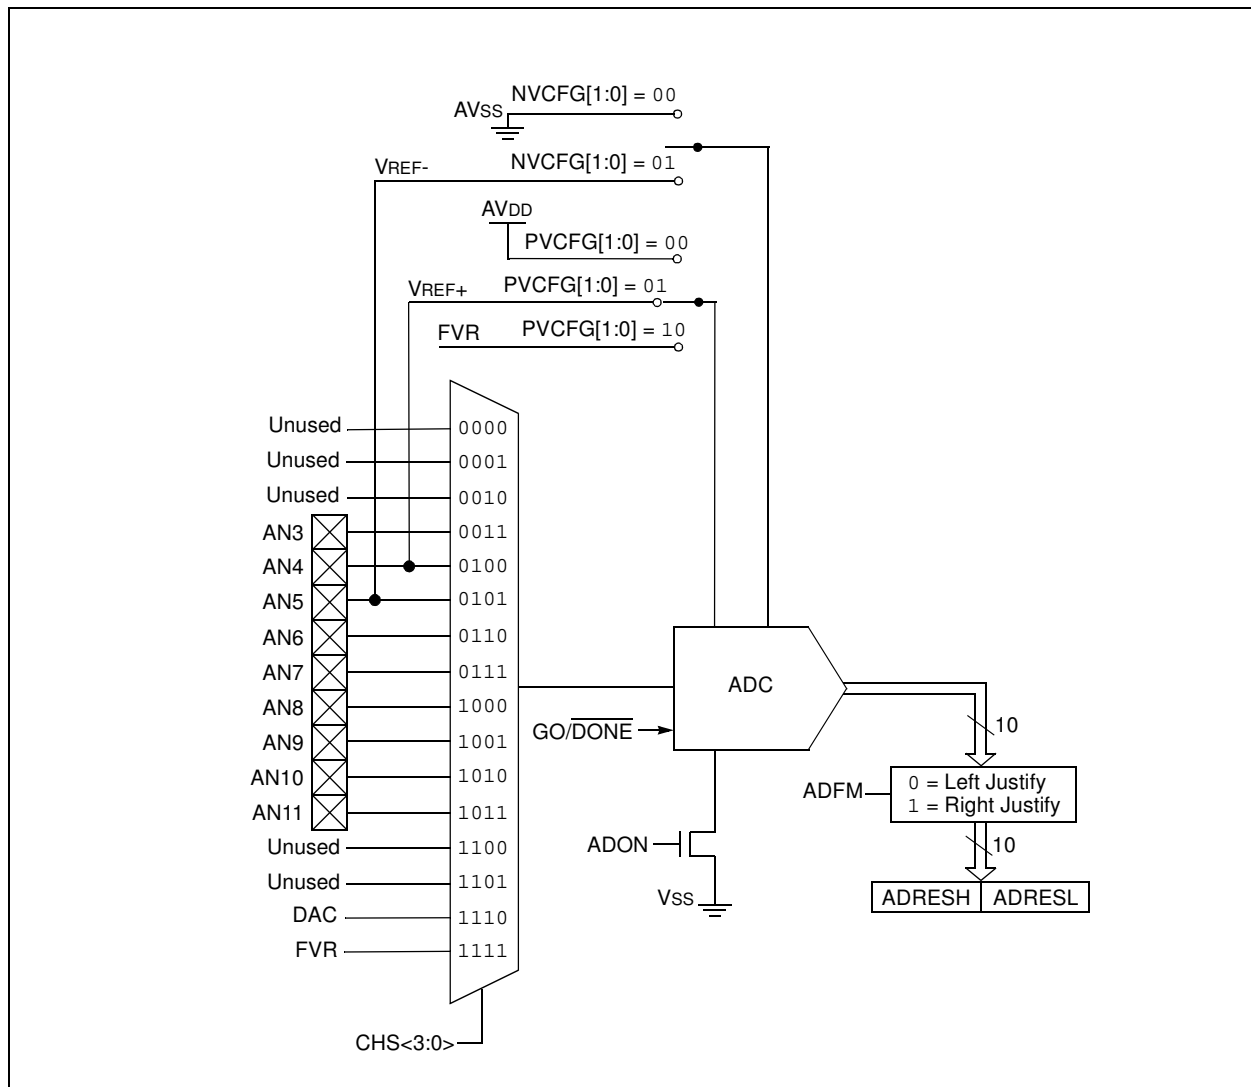 NVCFG[1:0] = 00
AVSS
NVCFG[1:0] = 01
VREF-
AVDD
PVCFG[1:0] = 00
PVCFG[1:0] = 01
VREF+
FVR PVCFG[1:0] = 10
Unused 0000
Unused 0001
Unused 0010
AN3 0011
AN4 0100
AN5 0101
AN6 0110
AN7 0111
AN8 1000
AN9 1001
AN10 1010
AN11 1011
Unused 1100
Unused 1101
DAC 1110
FVR 1111
CHS<3:0>
ADC
GO/DONE
ADON
VSS
10
ADFM
0 = Left Justify
1 = Right Justify
10
ADRESH ADRESL